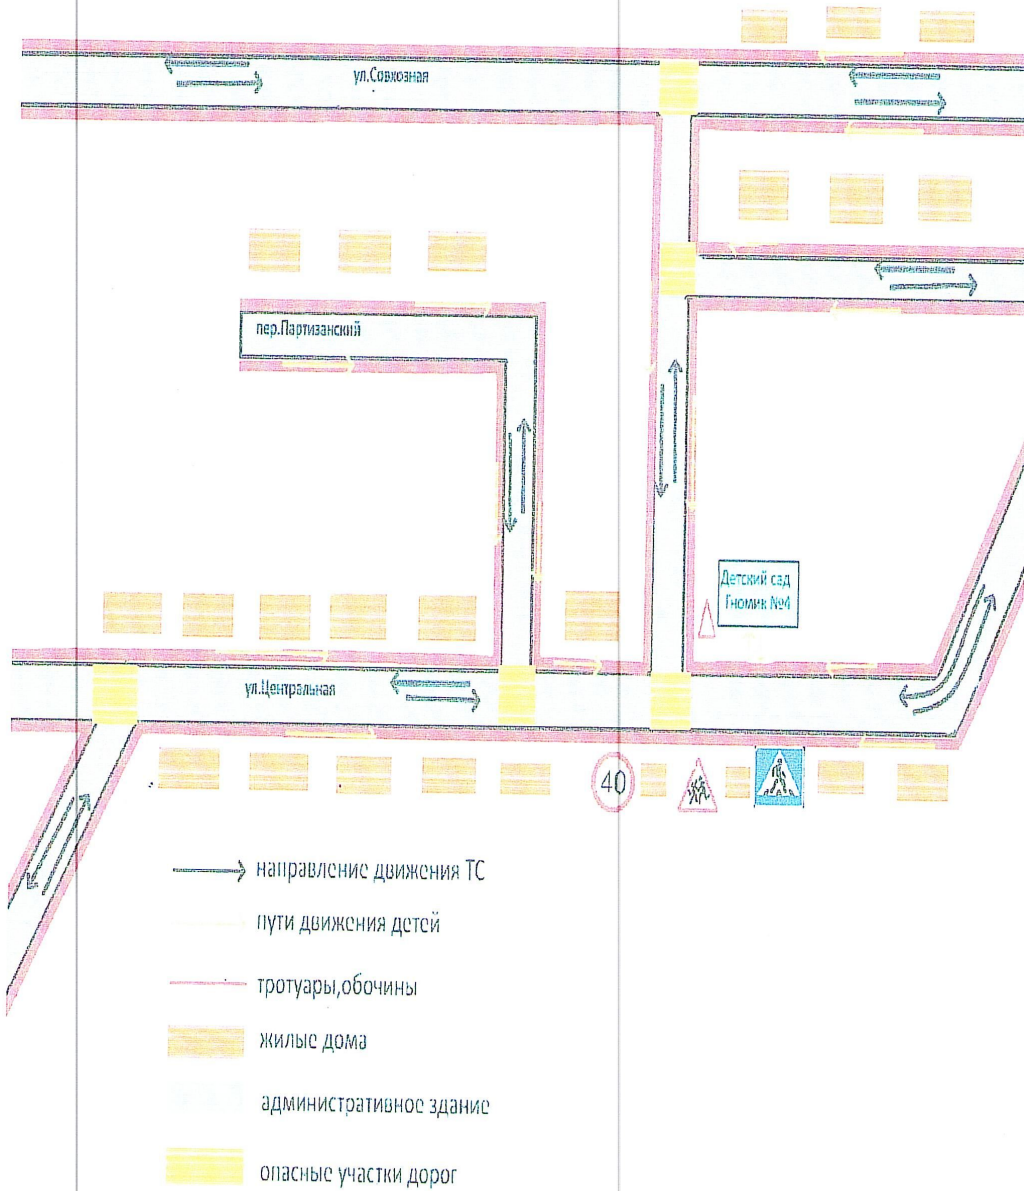 ул.Совхозная
пер.Партизанский
Детский сад
Гномик №4
ул.Центральная
40
направление движения ТС
пути движения детей
тротуары,обочины
жилые дома
административное здание
опасные участки дорог